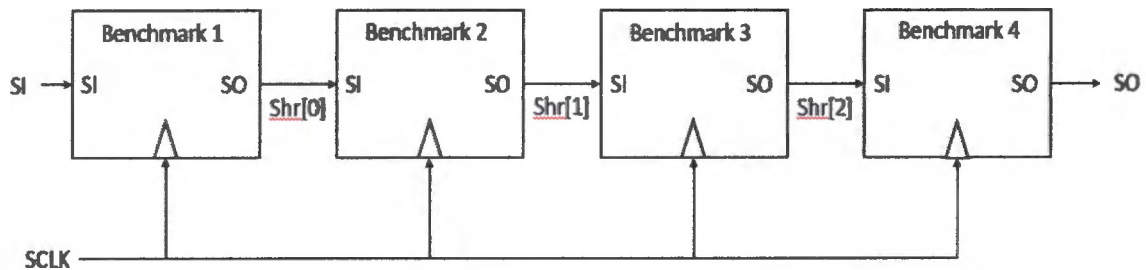 Benchmark 1 Benchmark 2 Benchmark 3 Benchmark 4
SI SI SO SI SO SI SO SI SO SO
Shr[0] Shr[1] Shr[2]
SCLK